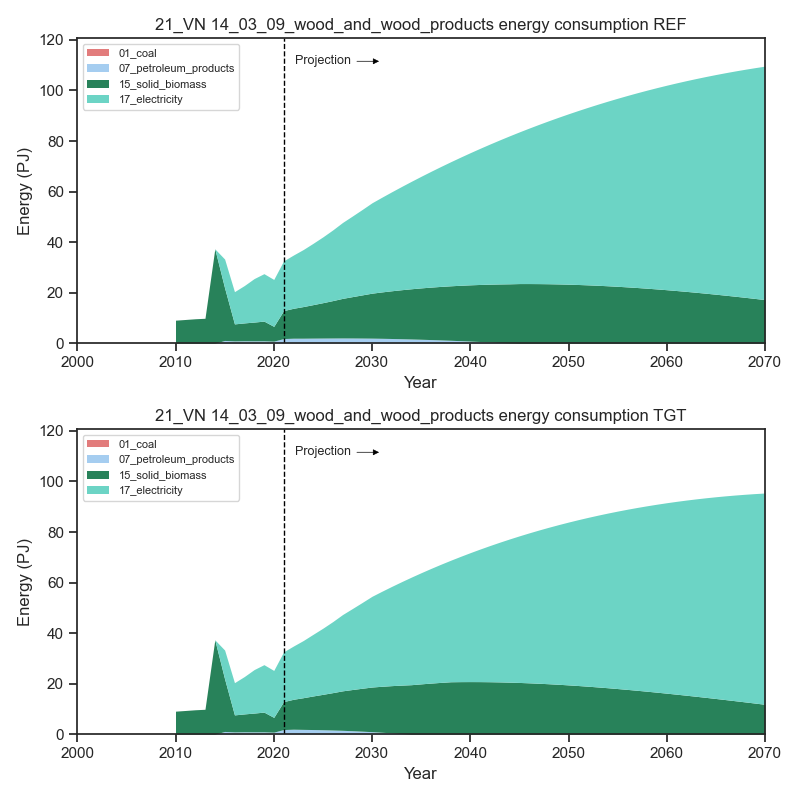 21_VN 14_03_09_wood_and_wood_products energy consumption REF
120
100
80
60
40
20
0
Energy (PJ)
01_coal
07_petroleum_products
15_solid_biomass
17_electricity
Projection
2000 2010 2020 2030 2040 2050 2060 2070
Year
21_VN 14_03_09_wood_and_wood_products energy consumption TGT
120
100
80
60
40
20
0
Energy (PJ)
01_coal
07_petroleum_products
15_solid_biomass
17_electricity
Projection
2000 2010 2020 2030 2040 2050 2060 2070
Year